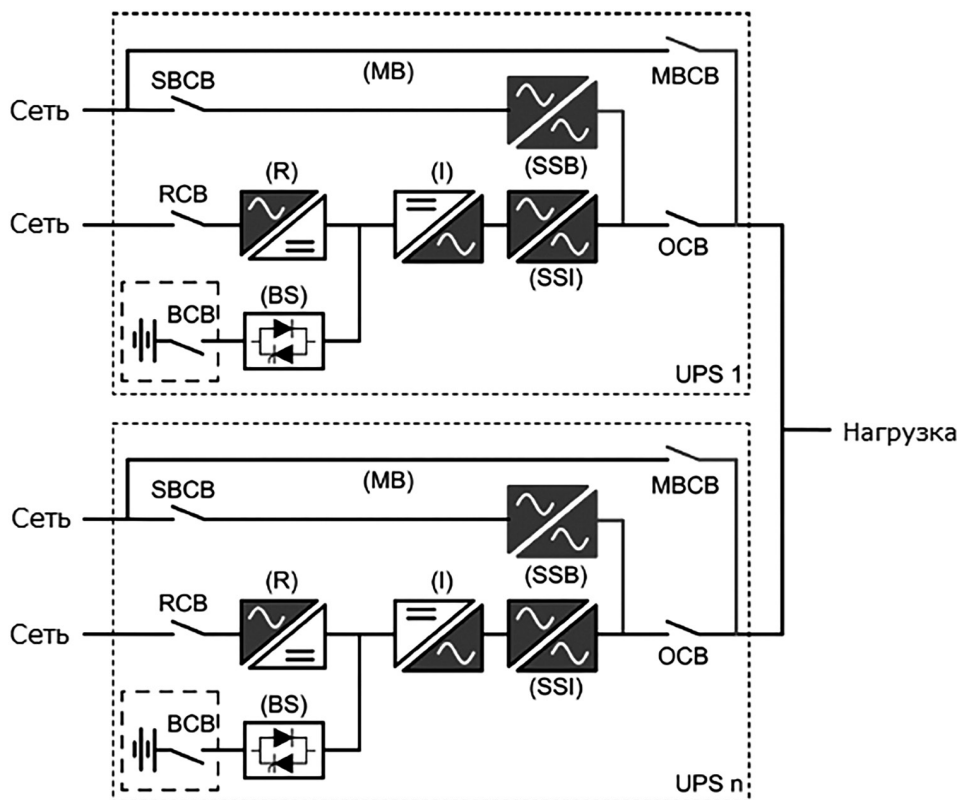 (MB)
MBCB
SBCB
Сеть
(SSB)
(R)
(I)
RCB
Сеть
OCB
(SSI)
(BS)
BCB
UPS 1
Нагрузка
(MB)
MBCB
SBCB
Сеть
(SSB)
(R)
(I)
RCB
Сеть
OCB
(SSI)
(BS)
BCB
UPS n